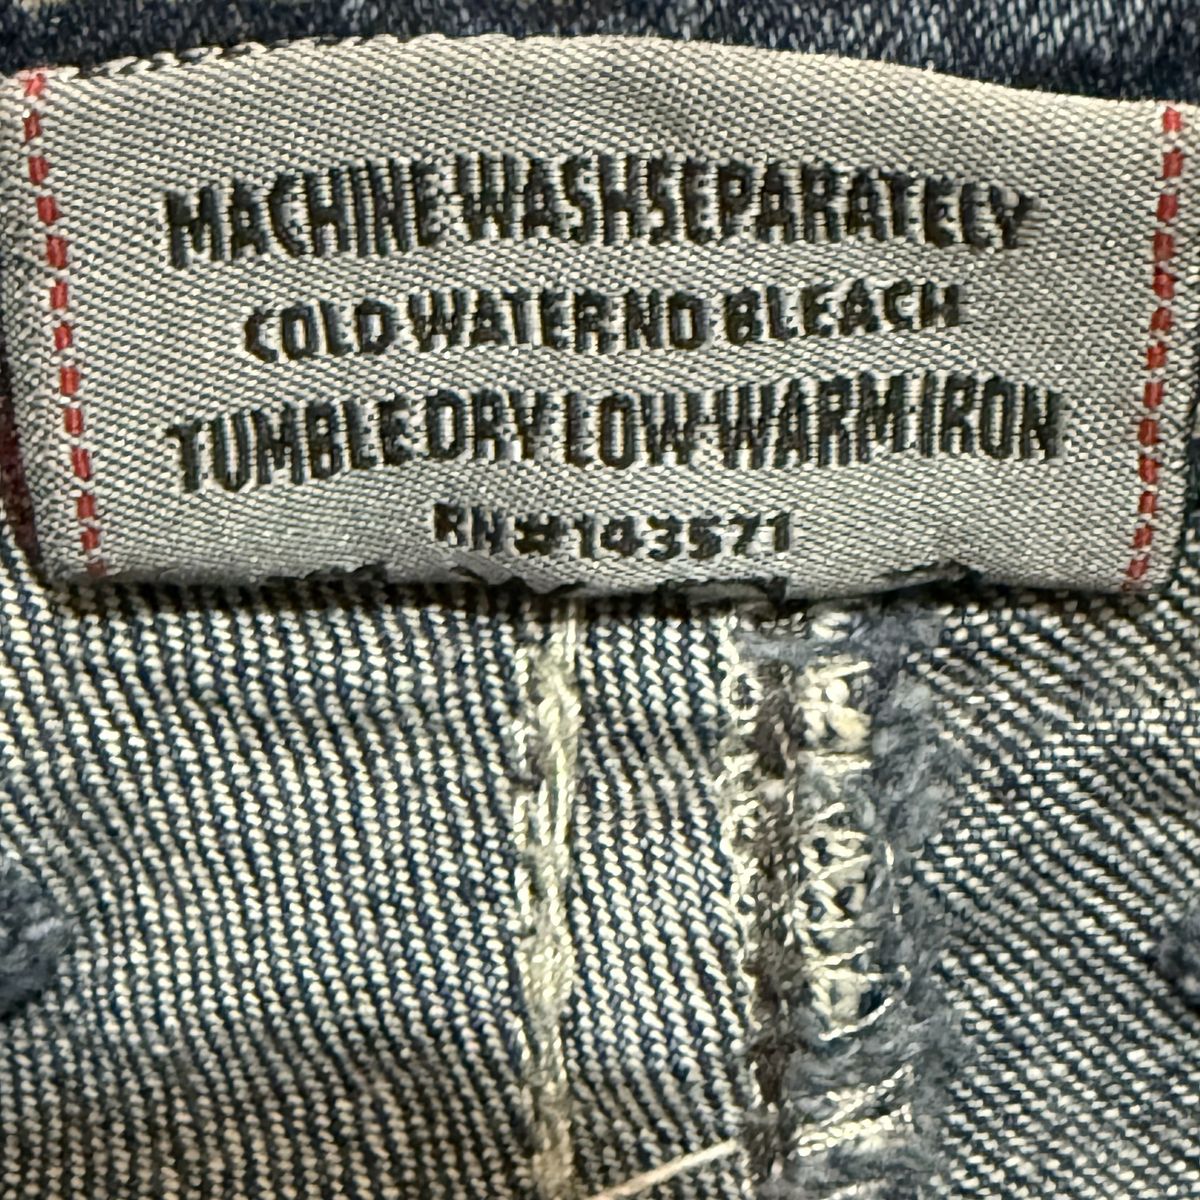 MACHINE WASH SEPARATELY
COLD WATER NO BLEACH
TUMBLE DRY LOW WARM IRON
RN#143571